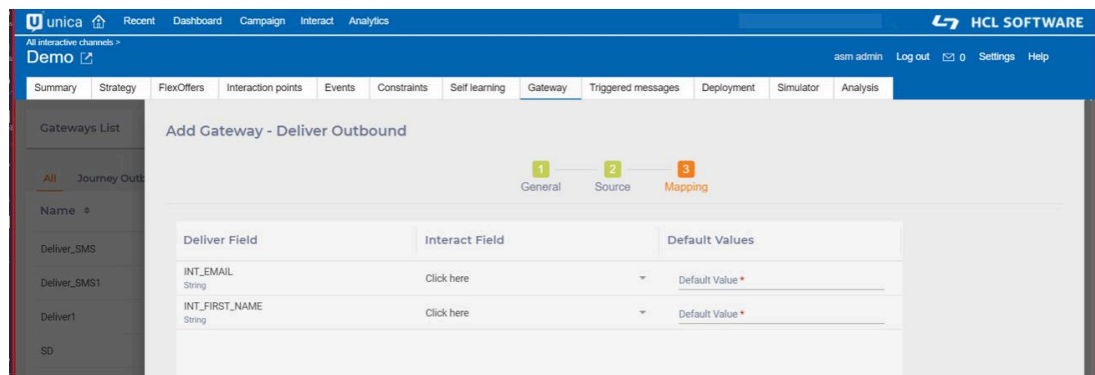 unica Recent Dashboard Campaign Interact Analytics HCL SOFTWARE
All interactive channels >
Demo asm admin Log out 0 Settings Help
Summary Strategy FlexOffers Interaction points Events Constraints Self learning Gateway Triggered messages Deployment Simulator Analysis
Gateways List Add Gateway - Deliver Outbound
1 2 3
General Source Mapping
All Journey Outb
Name
Deliver Field Interact Field Default Values
Deliver_SMS
INT_EMAIL Click here Default Value *
String
Deliver_SMS1
INT_FIRST_NAME Click here Default Value *
String
Deliver1
SD